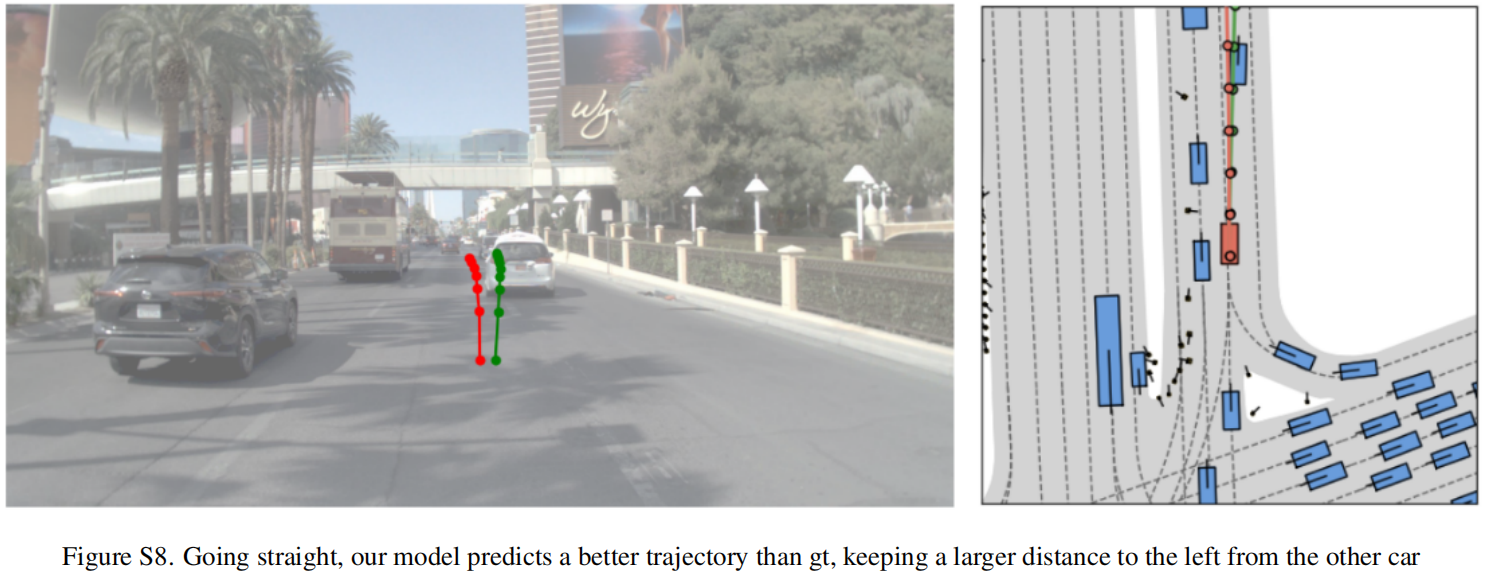 Wy
Figure S8. Going straight, our model predicts a better trajectory than gt, keeping a larger distance to the left from the other car